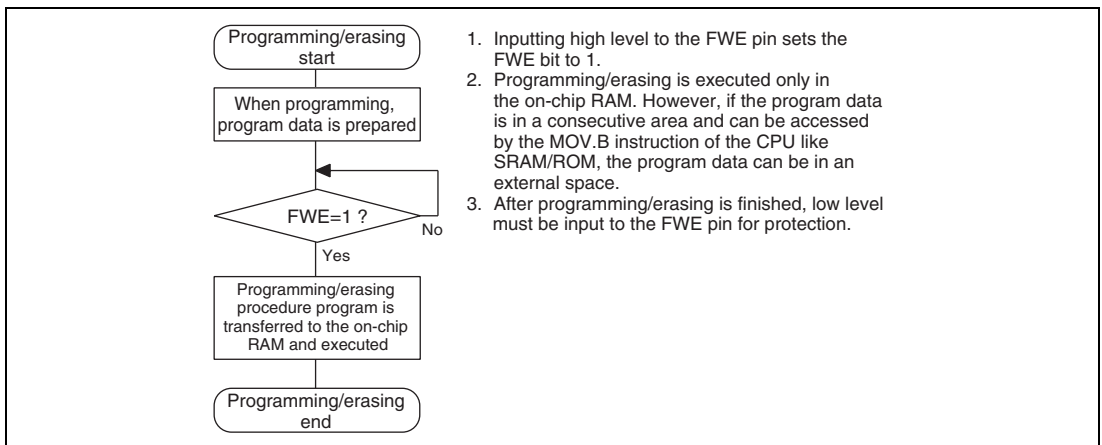 Programming/erasing
start
When programming,
program data is prepared
FWE=1 ?
No
Yes
Programming/erasing
procedure program is
transferred to the on-chip
RAM and executed
Programming/erasing
end
1. Inputting high level to the FWE pin sets the
FWE bit to 1.
2. Programming/erasing is executed only in
the on-chip RAM. However, if the program data
is in a consecutive area and can be accessed
by the MOV.B instruction of the CPU like
SRAM/ROM, the program data can be in an
external space.
3. After programming/erasing is finished, low level
must be input to the FWE pin for protection.